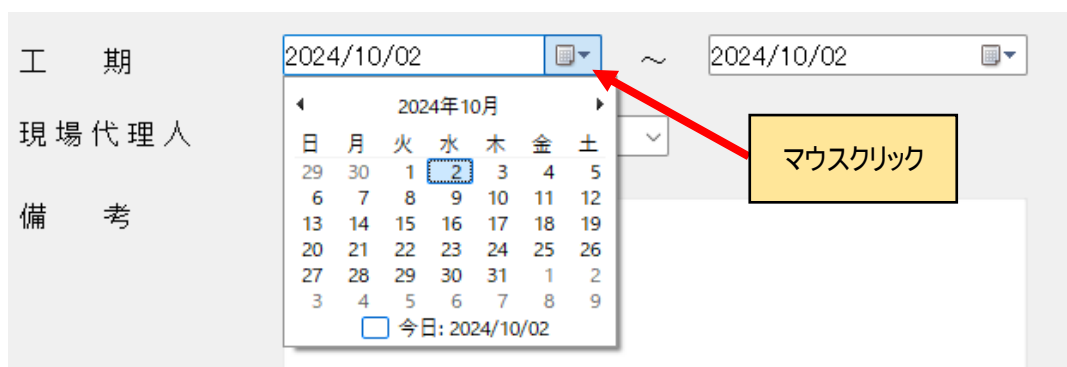 工　　期 2024/10/02 ～ 2024/10/02
2024年10月
現場代理人
マウスクリック
日 月 火 水 木 金 土
29 30 1 2 3 4 5
6 7 8 9 10 11 12
備　　考
13 14 15 16 17 18 19
20 21 22 23 24 25 26
27 28 29 30 31 1 2
3 4 5 6 7 8 9
今日: 2024/10/02